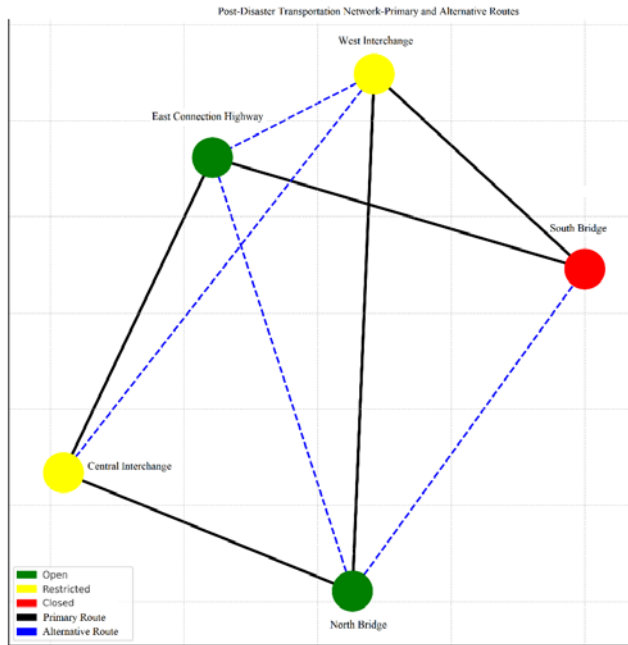 Post-Disaster Transportation Network-Primary and Alternative Routes
West Interchange
East Connection Highway
South Bridge
Central Interchange
North Bridge
Open
Restricted
Closed
Primary Route
Alternative Route